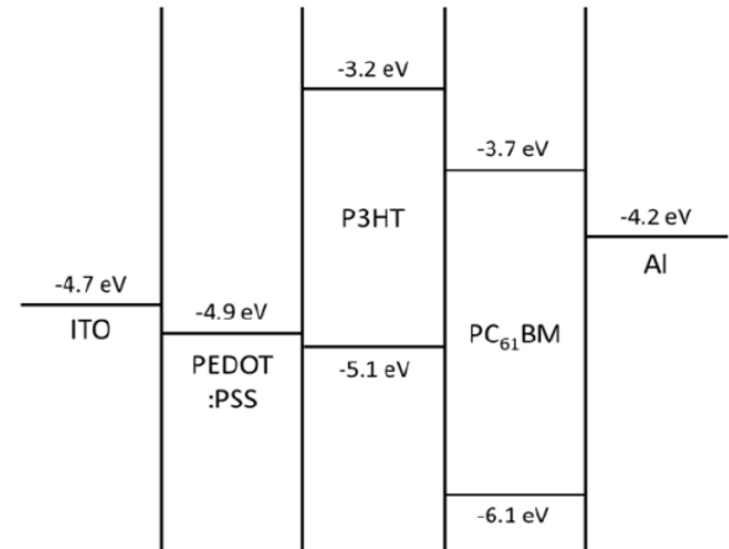 -3.2 eV
-3.7 eV
P3HT
-4.2 eV
Al
-4.7 eV
ITO
-4.9 eV
PEDOT
:PSS
-5.1 eV
PC₆₁BM
-6.1 eV